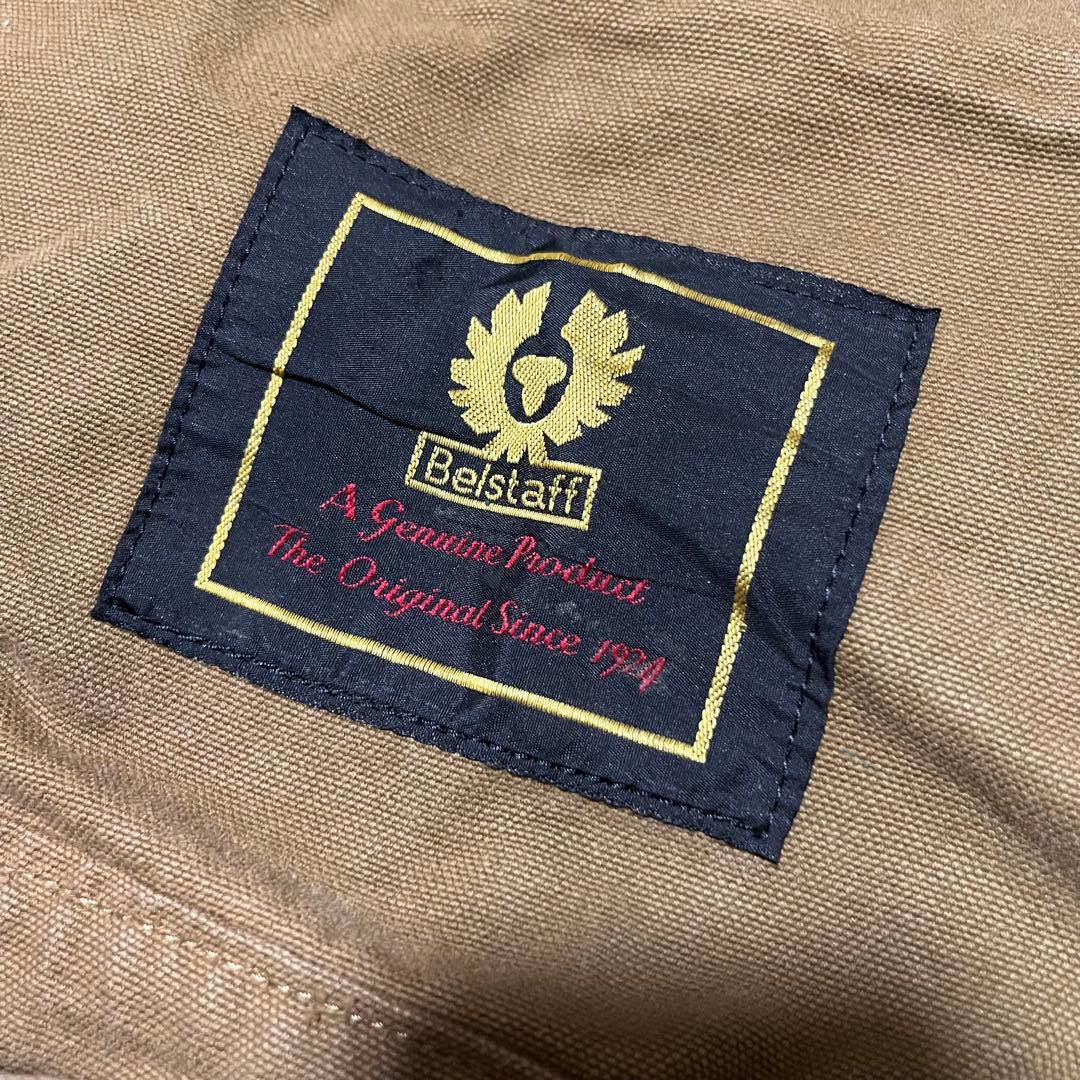 Belstaff
A Genuine Product
The Original Since 1924